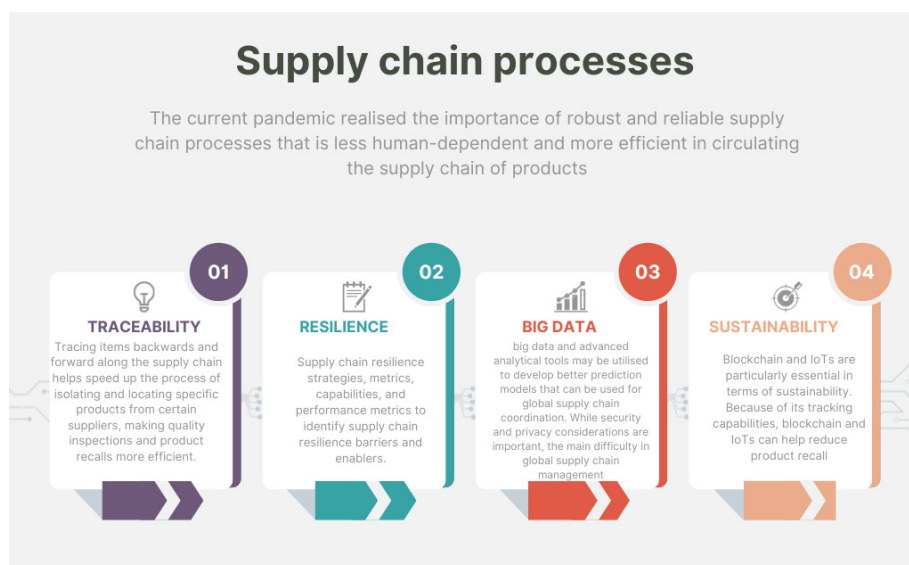 Supply chain processes
The current pandemic realised the importance of robust and reliable supply
chain processes that is less human-dependent and more efficient in circulating
the supply chain of products
01
TRACEABILITY
Tracing items backwards and
forward along the supply chain
helps speed up the process of
isolating and locating specific
products from certain
suppliers, making quality
inspections and product
recalls more efficient.
02
RESILIENCE
Supply chain resilience
strategies, metrics,
capabilities, and
performance metrics to
identify supply chain
resilience barriers and
enablers.
03
BIG DATA
big data and advanced
analytical tools may be utilised
to develop better prediction
models that can be used for
global supply chain
coordination. While security
and privacy considerations are
important, the main difficulty in
global supply chain
management
04
SUSTAINABILITY
Blockchain and IoTs are
particularly essential in
terms of sustainability.
Because of its tracking
capabilities, blockchain and
IoTs can help reduce
product recall